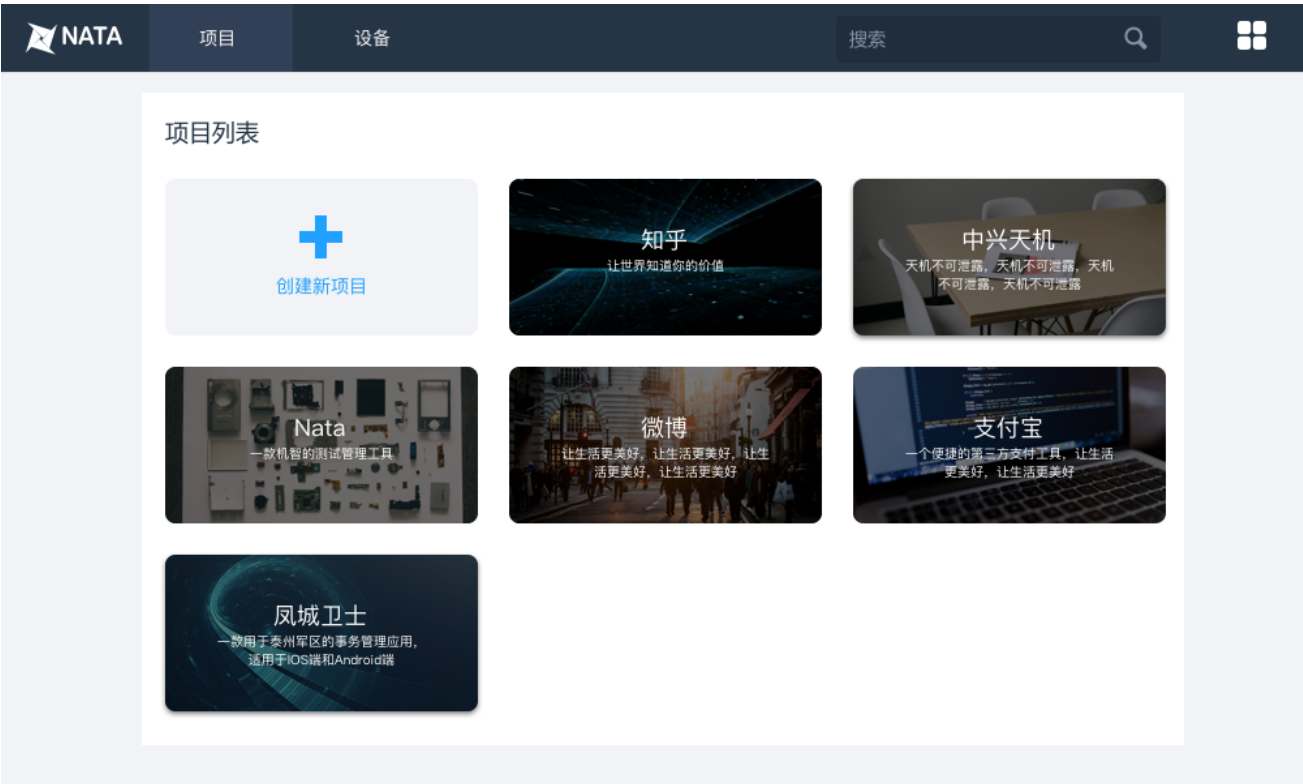 NATA
项目
设备
搜索
项目列表
创建新项目
知乎
让世界知道你的价值
中兴天机
天机不可泄露，天机不可泄露，天机
不可泄露，天机不可泄露
Nata
一款机智的测试管理工具
微博
让生活更美好，让生活更美好，让生
活更美好，让生活更美好
支付宝
一个便捷的第三方支付工具，让生活
更美好，让生活更美好
凤城卫士
一款用于泰州军区的事务管理应用，
适用于IOS端和Android端